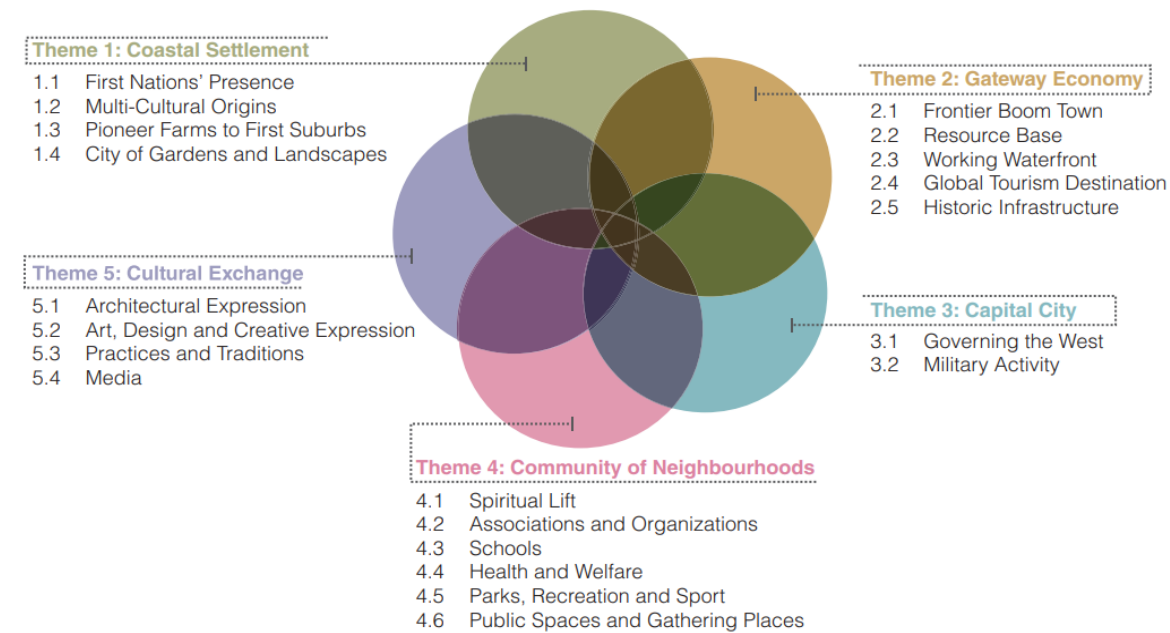 Theme 1: Coastal Settlement
1.1 First Nations’ Presence
1.2 Multi-Cultural Origins
1.3 Pioneer Farms to First Suburbs
1.4 City of Gardens and Landscapes
Theme 2: Gateway Economy
2.1 Frontier Boom Town
2.2 Resource Base
2.3 Working Waterfront
2.4 Global Tourism Destination
2.5 Historic Infrastructure
Theme 5: Cultural Exchange
5.1 Architectural Expression
5.2 Art, Design and Creative Expression
5.3 Practices and Traditions
5.4 Media
Theme 3: Capital City
3.1 Governing the West
3.2 Military Activity
Theme 4: Community of Neighbourhoods
4.1 Spiritual Lift
4.2 Associations and Organizations
4.3 Schools
4.4 Health and Welfare
4.5 Parks, Recreation and Sport
4.6 Public Spaces and Gathering Places